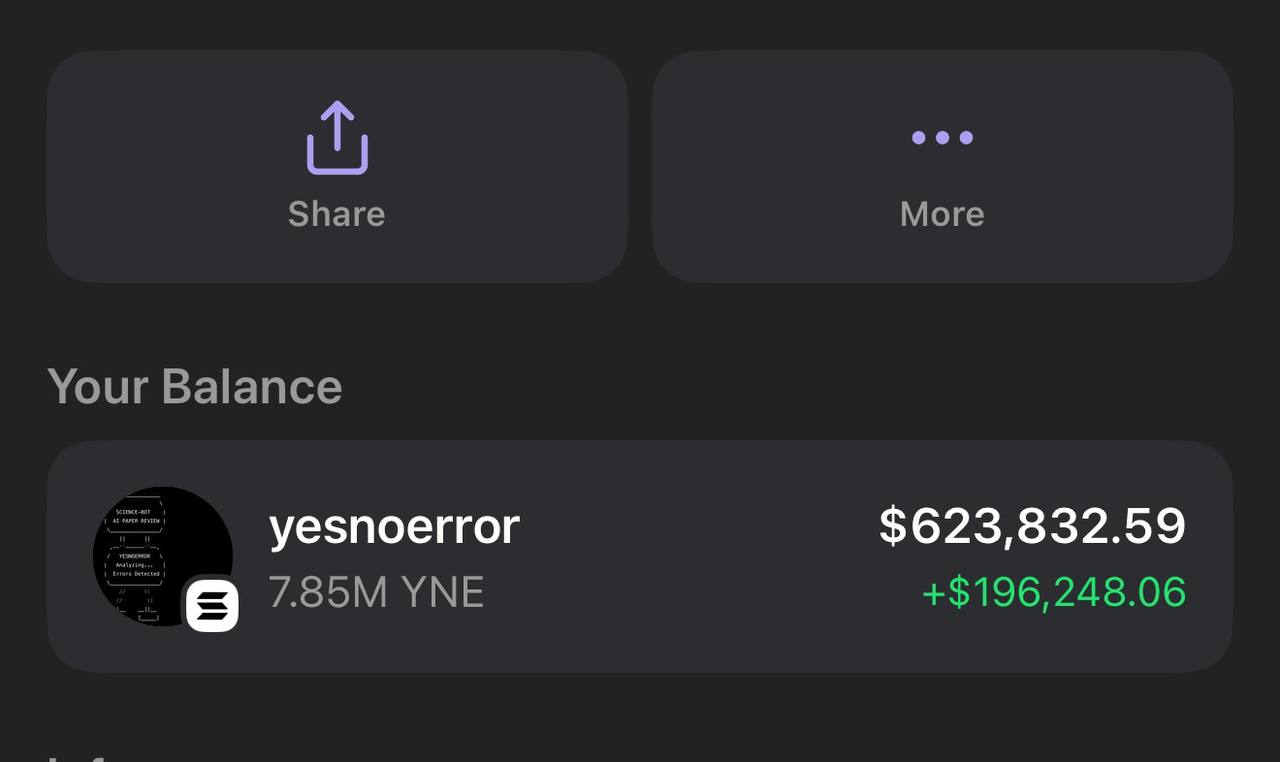 Share
More
Your Balance
SCIENCE-BOT
AI PAPER REVIEW
YESNOERROR
Analyzing...
Errors Detected
yesnoerror
$623,832.59
7.85M YNE
+$196,248.06